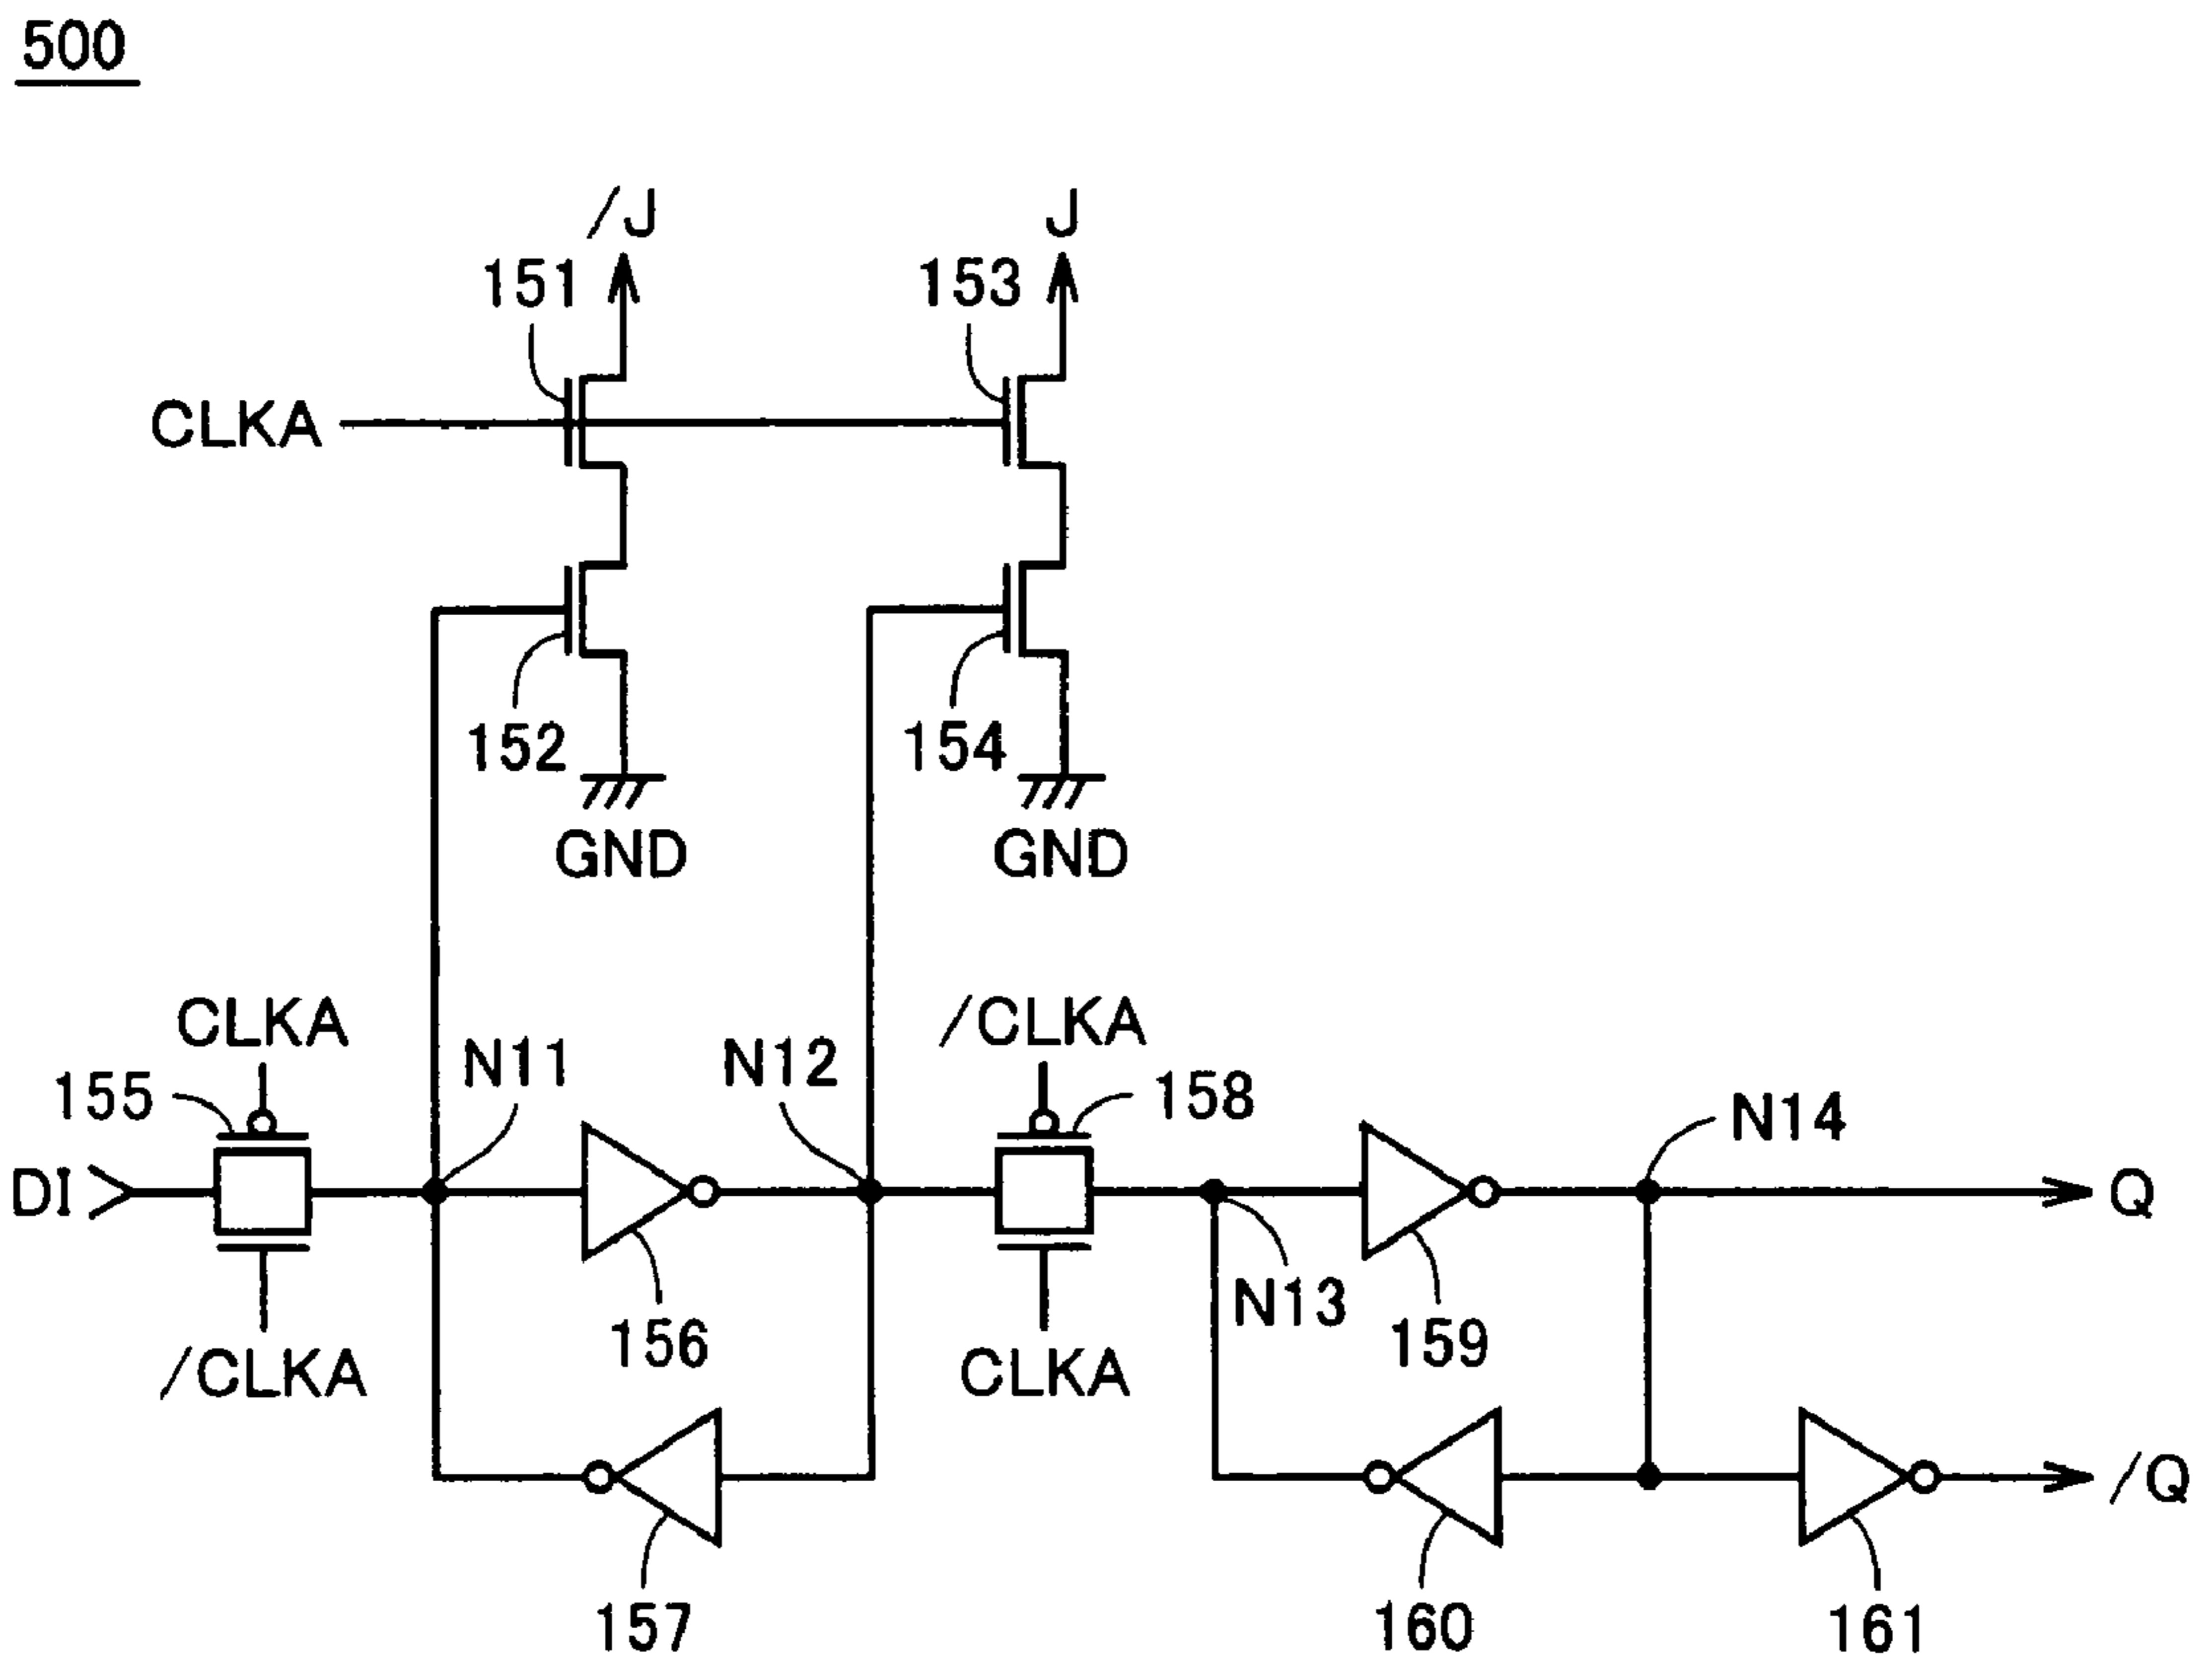 500
/J
J
151
153
CLKA
152
154
GND
GND
CLKA
/CLKA
N11
N12
155
158
N14
DI
Q
N13
156
159
/CLKA
CLKA
/Q
157
160
161